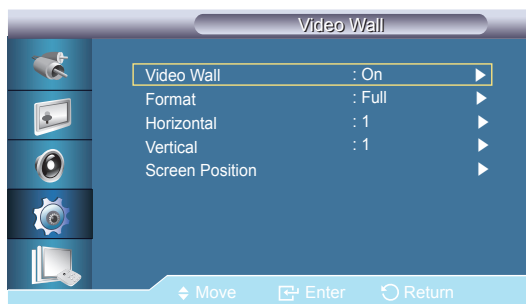 Video Wall
Video Wall : On
Format : Full
Horizontal : 1
Vertical : 1
Screen Position
Move Enter Return